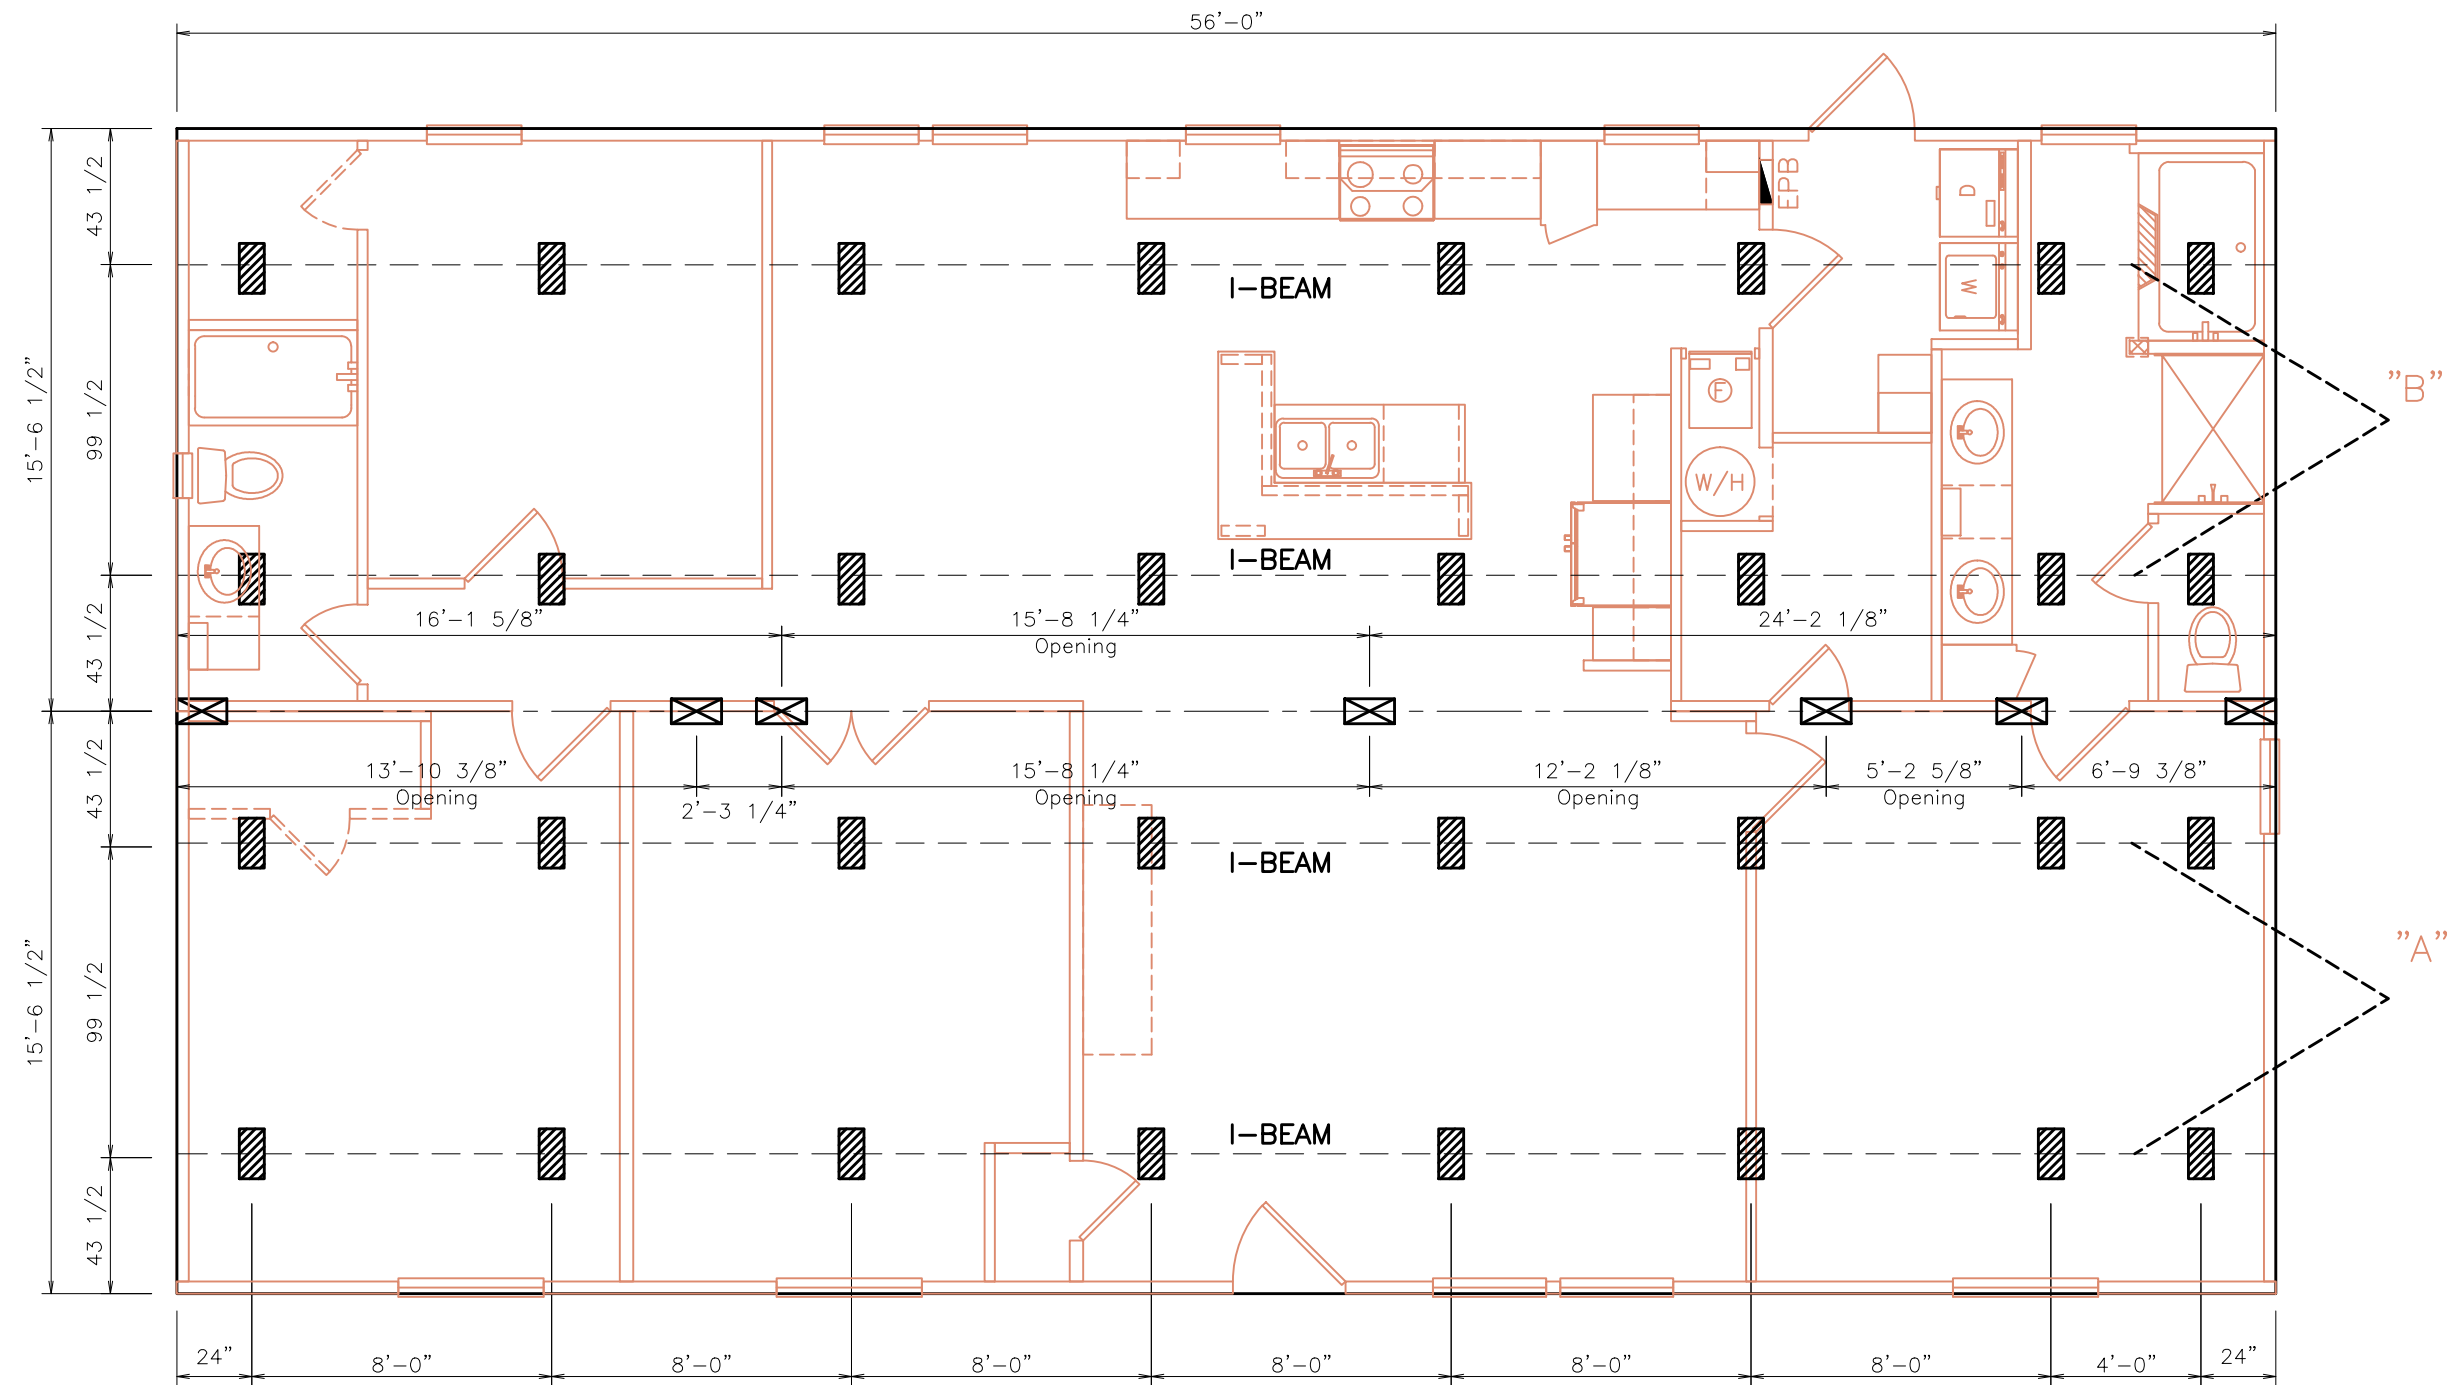 56'-0"
43 1/2
99 1/2
43 1/2
15'-6 1/2"
EPB
D
W
I-BEAM
"B"
F
W/H
I-BEAM
16'-1 5/8"
15'-8 1/4"
Opening
24'-2 1/8"
15'-6 1/2"
43 1/2
99 1/2
43 1/2
13'-10 3/8"
Opening
2'-3 1/4"
15'-8 1/4"
Opening
12'-2 1/8"
Opening
5'-2 5/8"
Opening
6'-9 3/8"
I-BEAM
"A"
I-BEAM
24"
8'-0"
8'-0"
8'-0"
8'-0"
8'-0"
8'-0"
4'-0"
24"